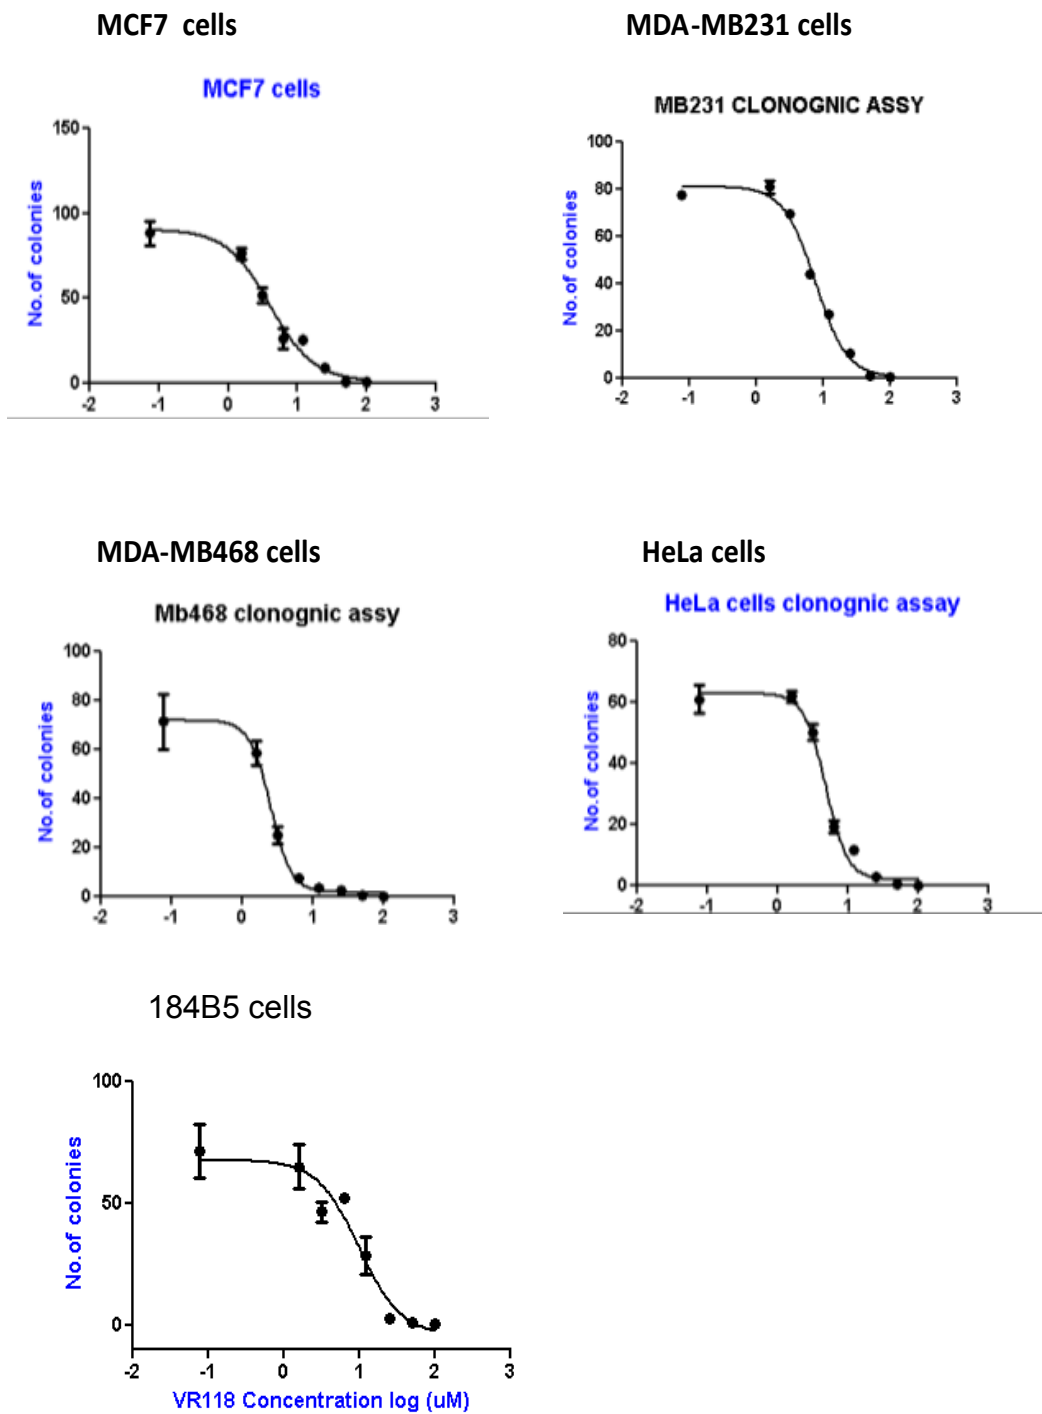 MCF7  cells
MDA-MB231 cells
MCF7 cells
150
100
50
0
-2 -1 0 1 2 3
No.of colonies
MB231 CLONOGNIC ASSY
100
80
60
40
20
0
-2 -1 0 1 2 3
No.of colonies
MDA-MB468 cells
HeLa cells
Mb468 clonognic assy
100
80
60
40
20
0
-2 -1 0 1 2 3
No.of colonies
HeLa cells clonognic assay
80
60
40
20
0
-2 -1 0 1 2 3
No.of colonies
184B5 cells
100
50
0
-2 -1 0 1 2 3
No.of colonies
VR118 Concentration log (uM)